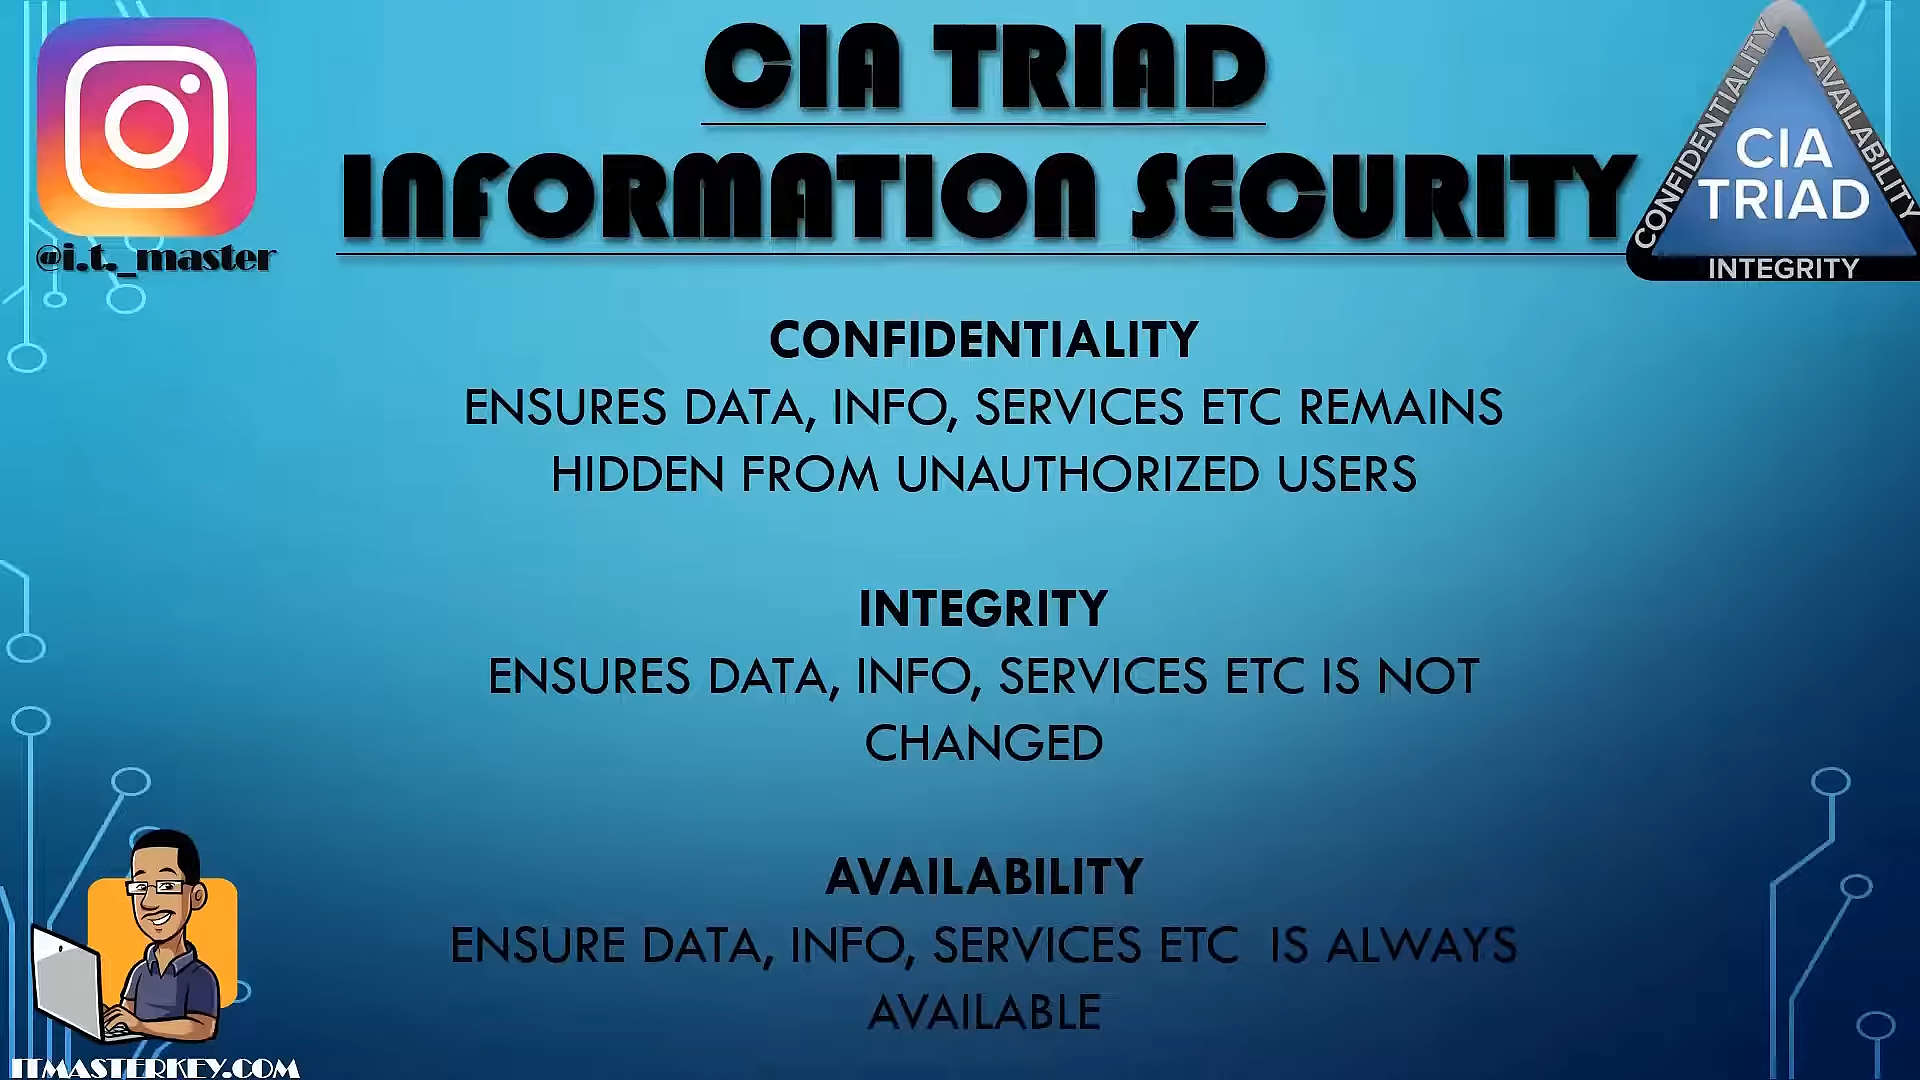 CIA TRIAD
INFORMATION SECURITY
@i.t._master
CONFIDENTIALITY
AVAILABILITY
CIA
TRIAD
INTEGRITY
CONFIDENTIALITY
ENSURES DATA, INFO, SERVICES ETC REMAINS
HIDDEN FROM UNAUTHORIZED USERS
INTEGRITY
ENSURES DATA, INFO, SERVICES ETC IS NOT
CHANGED
AVAILABILITY
ENSURE DATA, INFO, SERVICES ETC IS ALWAYS
AVAILABLE
ITMASTERKEY.COM